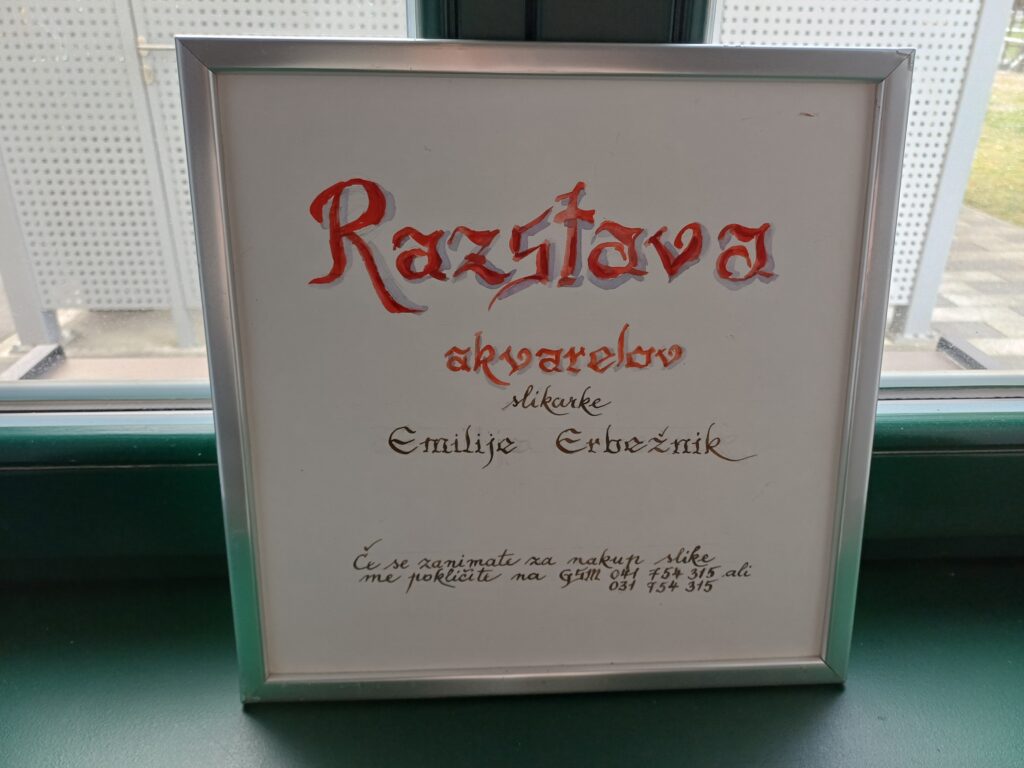 Razstava
akvarelov
slikarke
Emilije Erbežnik
Če se zanimate za nakup slike
me pokličite na GSM 041 754 315 ali
031 754 315